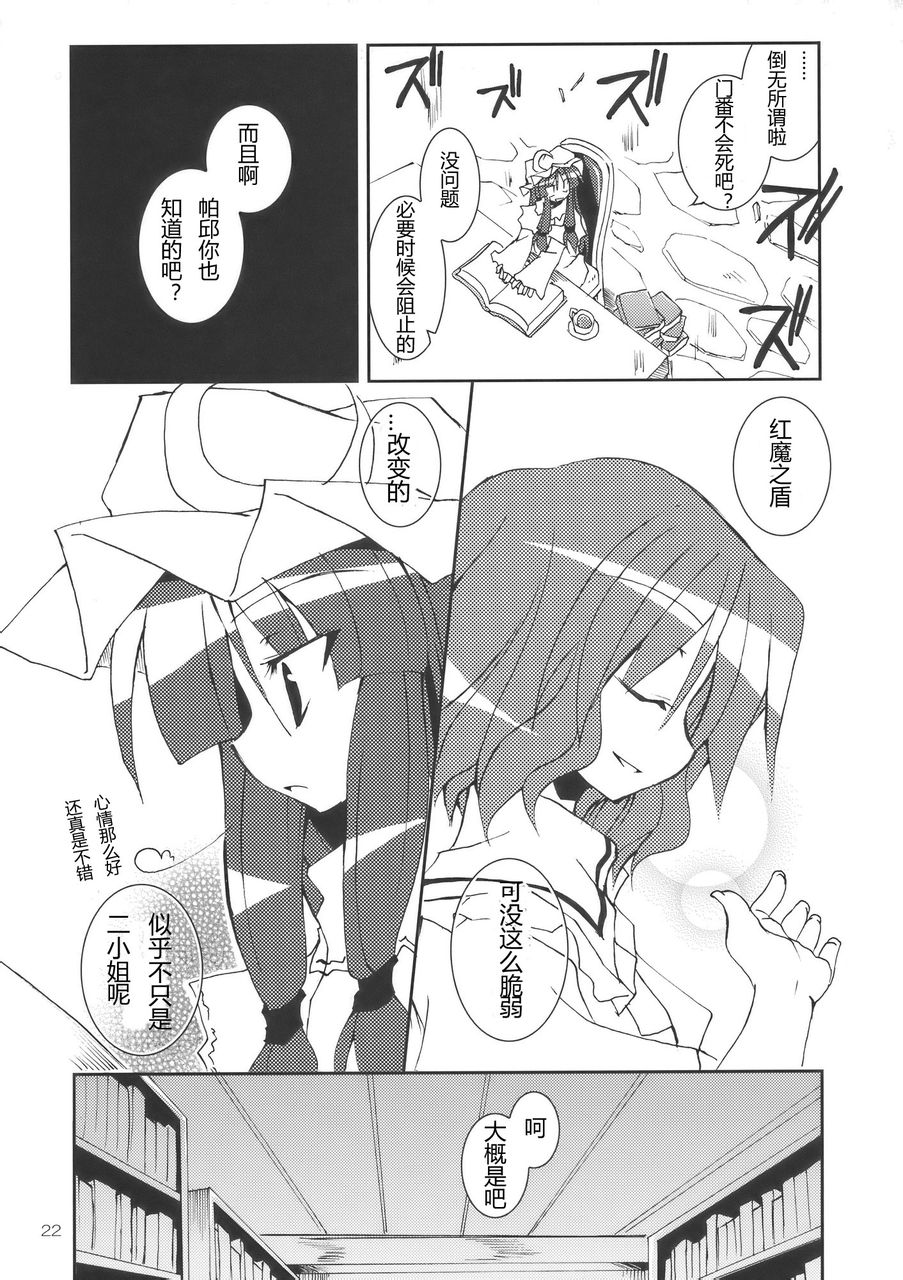 ……
倒无所谓啦
门番不会死吧？
没问题
必要时候会阻止的
ズズズ
ズズ
而且啊
帕邱你也
知道的吧？
红魔之盾
可没这么脆弱
…改变的
心情那么好
还真是不错
似乎不只是
二小姐呢
呵
大概是吧
22